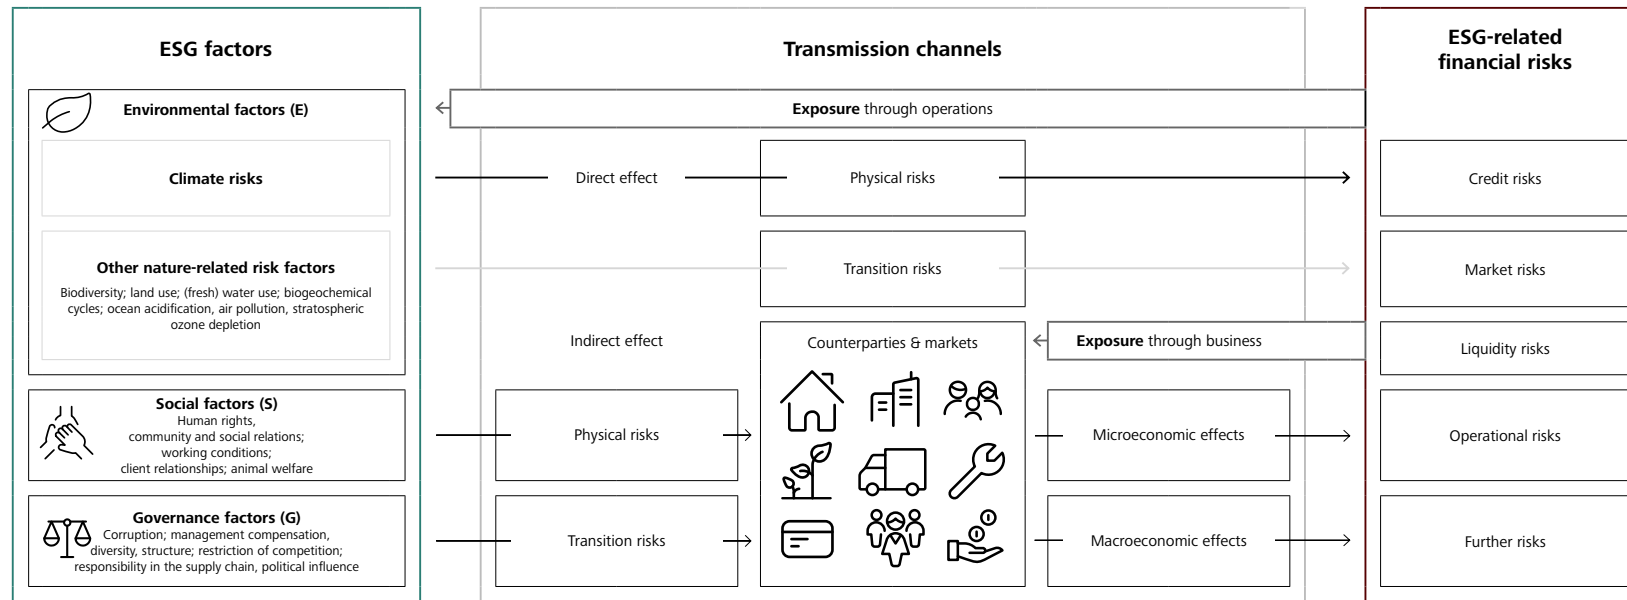 ESG factors
Transmission channels
ESG-related
financial risks
Environmental factors (E)
Exposure through operations
Climate risks
Direct effect
Physical risks
Credit risks
Other nature-related risk factors
Biodiversity; land use; (fresh) water use; biogeochemical
cycles; ocean acidification, air pollution, stratospheric
ozone depletion
Transition risks
Market risks
Indirect effect
Counterparties & markets
Exposure through business
Liquidity risks
Social factors (S)
Human rights,
community and social relations;
working conditions;
client relationships; animal welfare
Physical risks
Microeconomic effects
Operational risks
Governance factors (G)
Corruption; management compensation,
diversity, structure; restriction of competition;
responsibility in the supply chain, political influence
Transition risks
Macroeconomic effects
Further risks